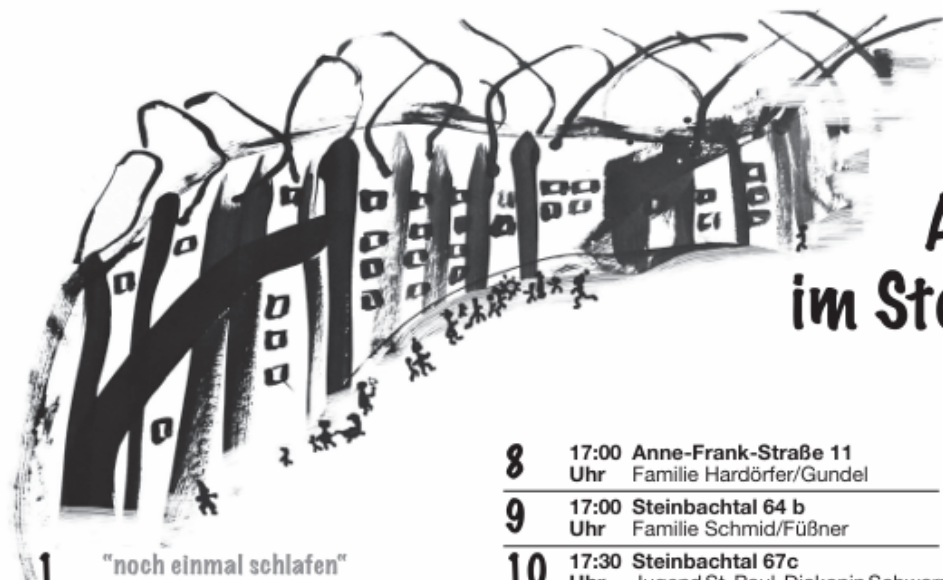 im
8 17:00 Anne-Frank-Straße 11
Uhr Familie Hardörfer/Gundel
9 17:00 Steinbachtal 64 b
Uhr Familie Schmid/Füßner
1 "noch einmal schlafen"
10 17:30 Steinbachtal 67c